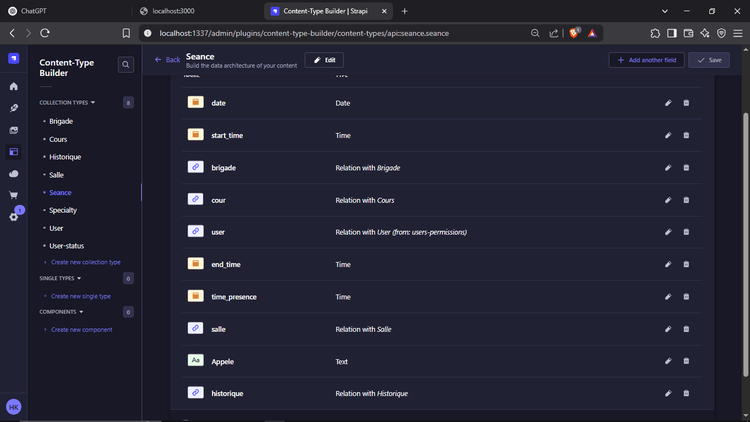 ChatGPT
localhost:3000
Content-Type Builder | Strapi
localhost:1337/admin/plugins/content-type-builder/content-types/api::seance.seance
Content-Type
Builder
COLLECTION TYPES
8
Brigade
Cours
Historique
Salle
Seance
Specialty
User
User-status
Create new collection type
SINGLE TYPES
0
Create new single type
COMPONENTS
0
Create new component
1
HK
Back
Seance
Build the data architecture of your content
Edit
Add another field
Save
NAME TYPE
date Date
start_time Time
brigade Relation with Brigade
cour Relation with Cours
user Relation with User (from: users-permissions)
end_time Time
time_presence Time
salle Relation with Salle
Aa Appele Text
historique Relation with Historique